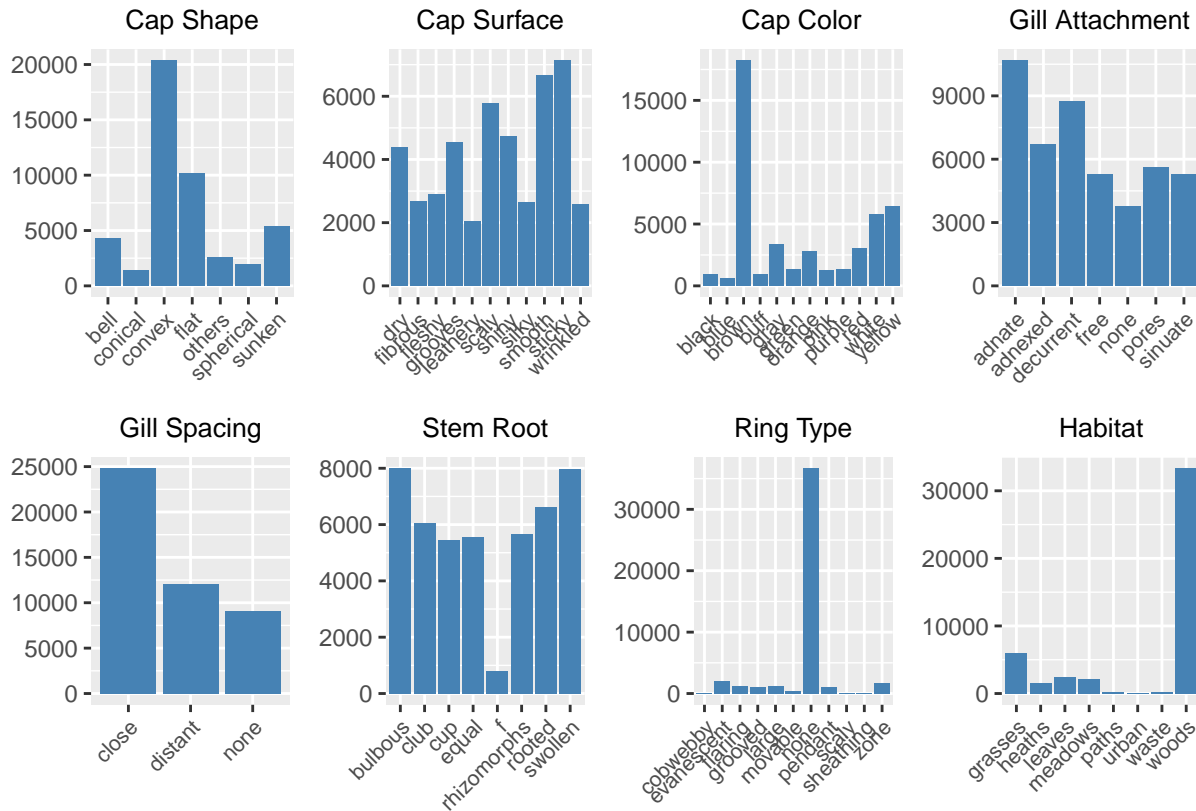 Cap Shape
20000
15000
10000
5000
0
bell
conical
convex
flat
others
spherical
sunken
Cap Surface
6000
4000
2000
0
dry
fibrous
fleshy
grooves
leathery
scaly
shiny
silky
smooth
sticky
wrinkled
Cap Color
15000
10000
5000
0
black
blue
brown
buff
gray
green
orange
pink
purple
red
white
yellow
Gill Attachment
9000
6000
3000
0
adnate
adnexed
decurrent
free
none
pores
sinuate
Gill Spacing
25000
20000
15000
10000
5000
0
close
distant
none
Stem Root
8000
6000
4000
2000
0
bulbous
club
cup
equal
f
rhizomorphs
rooted
swollen
Ring Type
30000
20000
10000
0
cobwebby
evanescent
flaring
grooved
large
movable
none
pendant
scaly
sheathing
zone
Habitat
30000
20000
10000
0
grasses
heaths
leaves
meadows
paths
urban
waste
woods